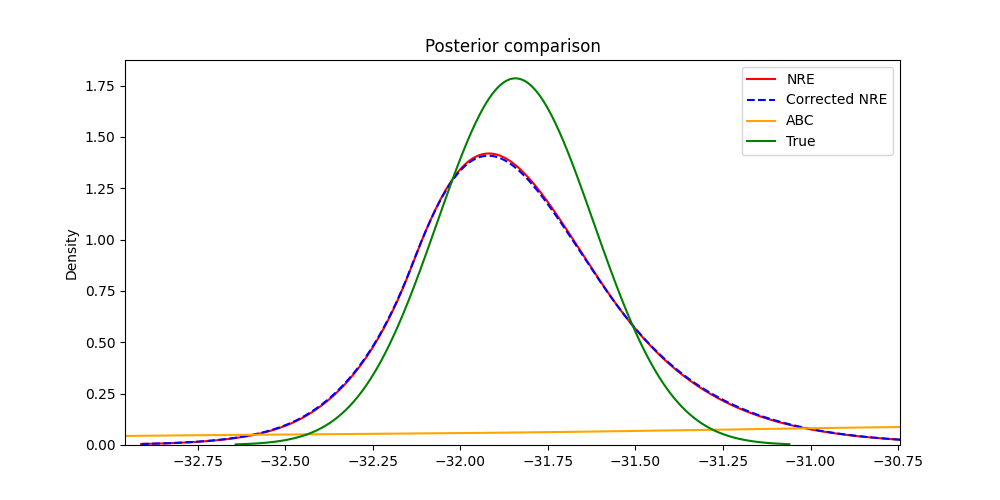 Posterior comparison
NRE
Corrected NRE
ABC
True
Density
1.75
1.50
1.25
1.00
0.75
0.50
0.25
0.00
−32.75 −32.50 −32.25 −32.00 −31.75 −31.50 −31.25 −31.00 −30.75